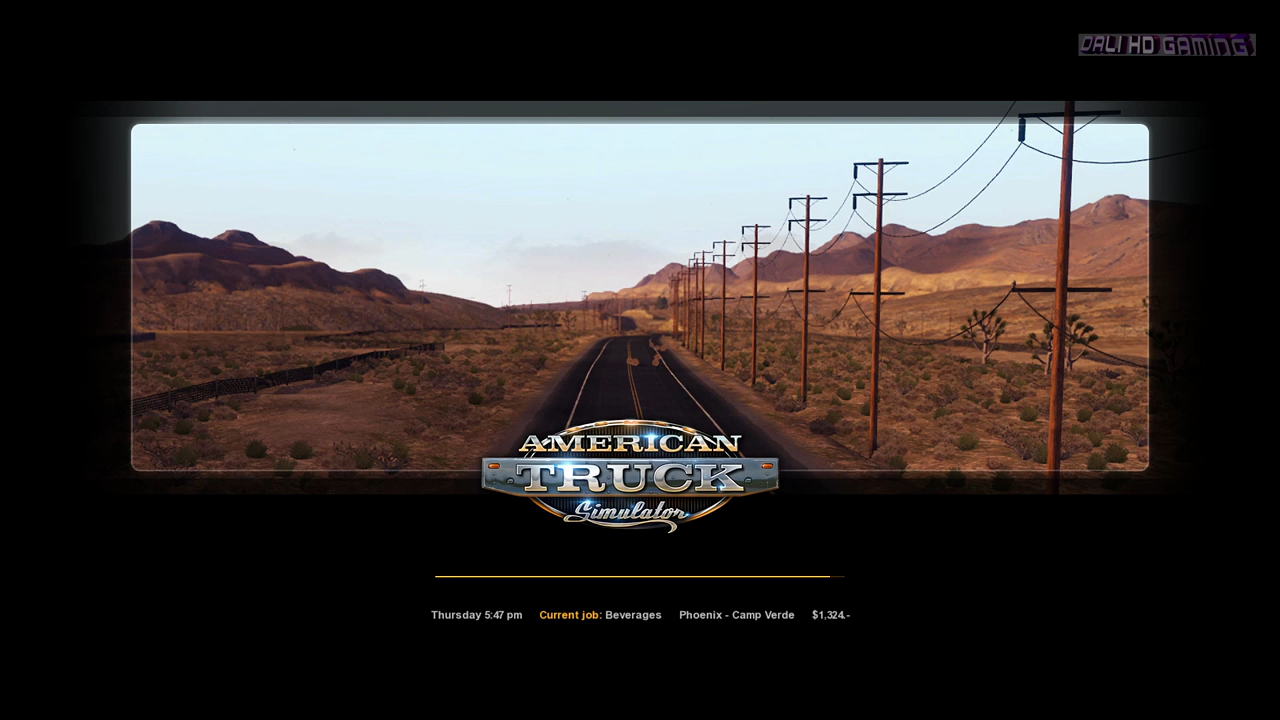 DALI HD GAMING
AMERICAN
TRUCK
Simulator
Thursday 5:47 pm Current job: Beverages Phoenix - Camp Verde $1,324.-